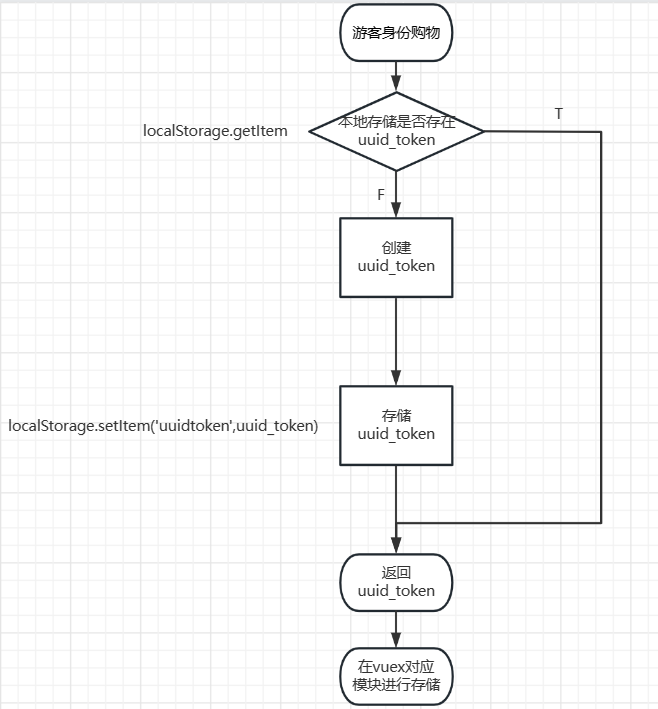 游客身份购物
T
本地存储是否存在
uuid_token
localStorage.getItem
F
创建
uuid_token
存储
uuid_token
localStorage.setItem('uuidtoken',uuid_token)
返回
uuid_token
在vuex对应
模块进行存储